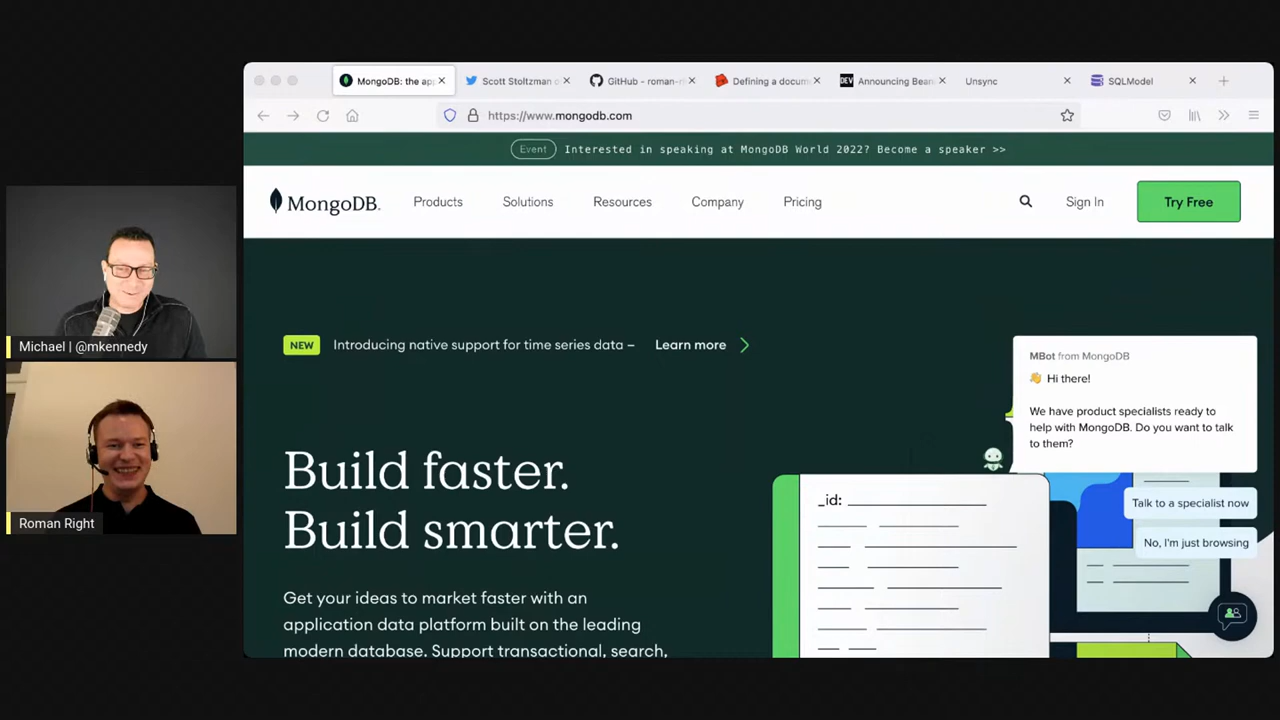 MongoDB: the ap
Scott Stoltzman o
GitHub - roman-ri
Defining a docum
DEV
Announcing Bean
Unsync
SQLModel
https://www.mongodb.com
Event
Interested in speaking at MongoDB World 2022? Become a speaker >>
MongoDB.
Products
Solutions
Resources
Company
Pricing
Sign In
Try Free
Michael | @mkennedy
Roman Right
NEW
Introducing native support for time series data –
Learn more
Build faster.
Build smarter.
Get your ideas to market faster with an
application data platform built on the leading
modern database. Support transactional, search,
MBot from MongoDB
👋 Hi there!
We have product specialists ready to
help with MongoDB. Do you want to talk
to them?
Talk to a specialist now
No, I'm just browsing
_id: